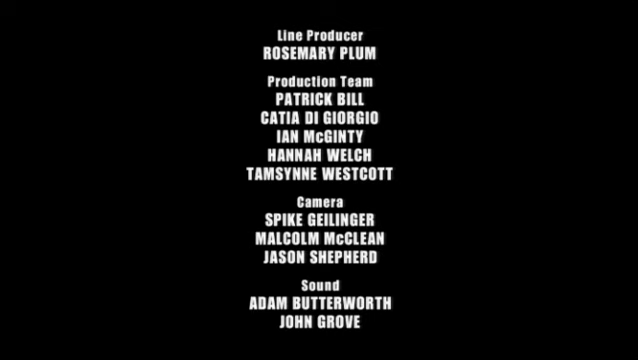 Line Producer
ROSEMARY PLUM
Production Team
PATRICK BILL
CATIA DI GIORGIO
IAN McGINTY
HANNAH WELCH
TAMSYNNE WESTCOTT
Camera
SPIKE GEILINGER
MALCOLM McCLEAN
JASON SHEPHERD
Sound
ADAM BUTTERWORTH
JOHN GROVE